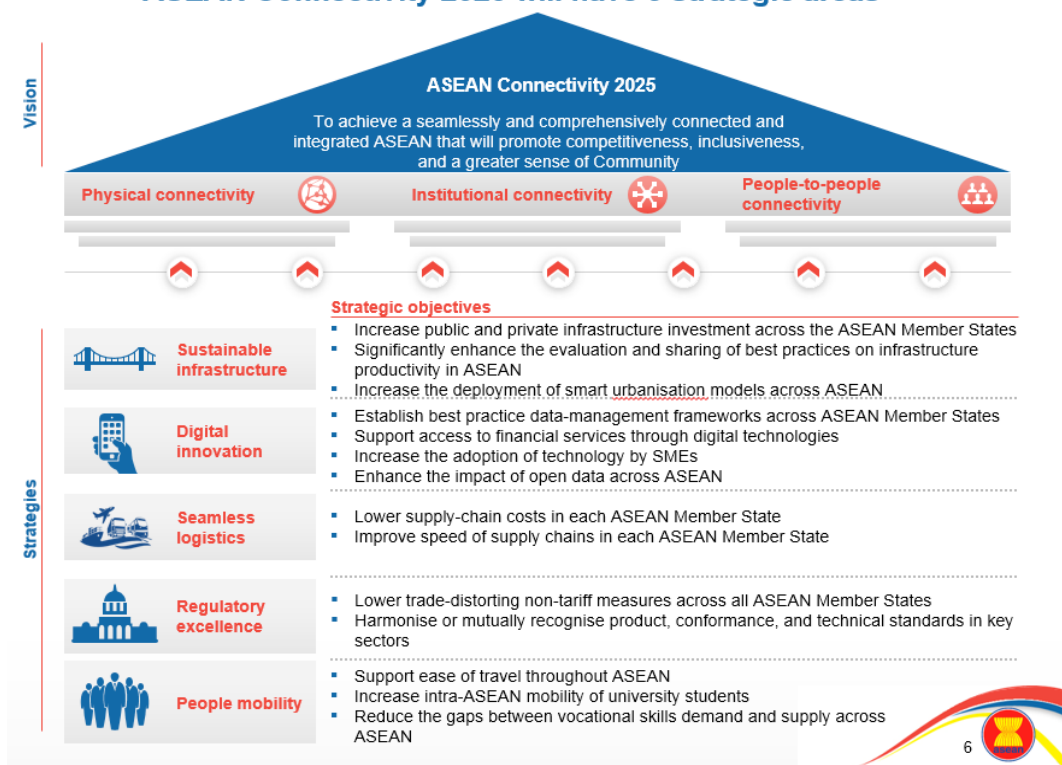 Vision
ASEAN Connectivity 2025
To achieve a seamlessly and comprehensively connected and
integrated ASEAN that will promote competitiveness, inclusiveness,
and a greater sense of Community
Physical connectivity
Institutional connectivity
People-to-people
connectivity
Strategies
Strategic objectives
Sustainable
infrastructure
Increase public and private infrastructure investment across the ASEAN Member States
Significantly enhance the evaluation and sharing of best practices on infrastructure
productivity in ASEAN
Increase the deployment of smart urbanisation models across ASEAN
Digital
innovation
Establish best practice data-management frameworks across ASEAN Member States
Support access to financial services through digital technologies
Increase the adoption of technology by SMEs
Enhance the impact of open data across ASEAN
Seamless
logistics
Lower supply-chain costs in each ASEAN Member State
Improve speed of supply chains in each ASEAN Member State
Regulatory
excellence
Lower trade-distorting non-tariff measures across all ASEAN Member States
Harmonise or mutually recognise product, conformance, and technical standards in key
sectors
People mobility
Support ease of travel throughout ASEAN
Increase intra-ASEAN mobility of university students
Reduce the gaps between vocational skills demand and supply across
ASEAN
6
asean